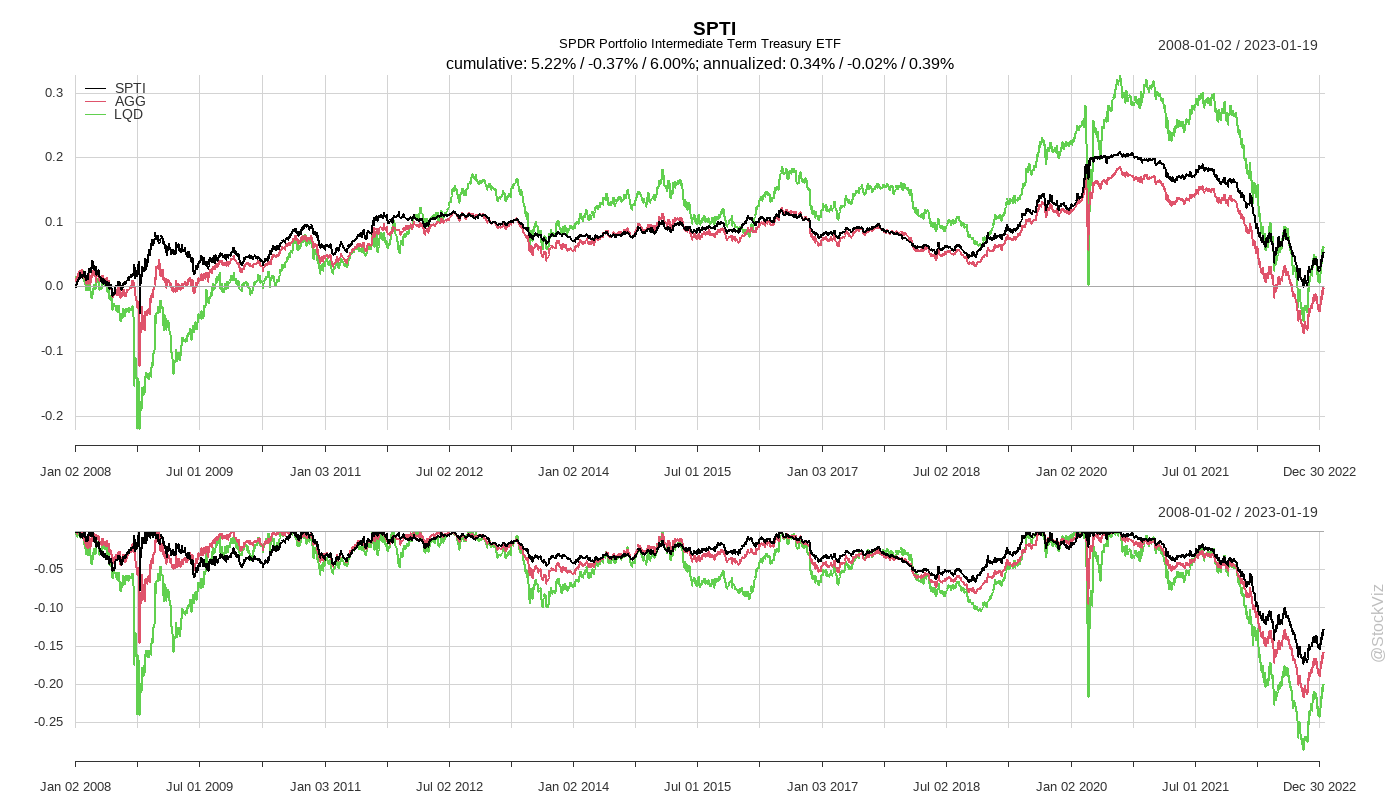 SPTI
SPDR Portfolio Intermediate Term Treasury ETF
2008-01-02 / 2023-01-19
cumulative: 5.22% / -0.37% / 6.00%; annualized: 0.34% / -0.02% / 0.39%
SPTI
AGG
LQD
0.3
0.2
0.1
0.0
-0.1
-0.2
Jan 02 2008 Jul 01 2009 Jan 03 2011 Jul 02 2012 Jan 02 2014 Jul 01 2015 Jan 03 2017 Jul 02 2018 Jan 02 2020 Jul 01 2021 Dec 30 2022
2008-01-02 / 2023-01-19
-0.05
-0.10
-0.15
-0.20
-0.25
Jan 02 2008 Jul 01 2009 Jan 03 2011 Jul 02 2012 Jan 02 2014 Jul 01 2015 Jan 03 2017 Jul 02 2018 Jan 02 2020 Jul 01 2021 Dec 30 2022
@StockViz